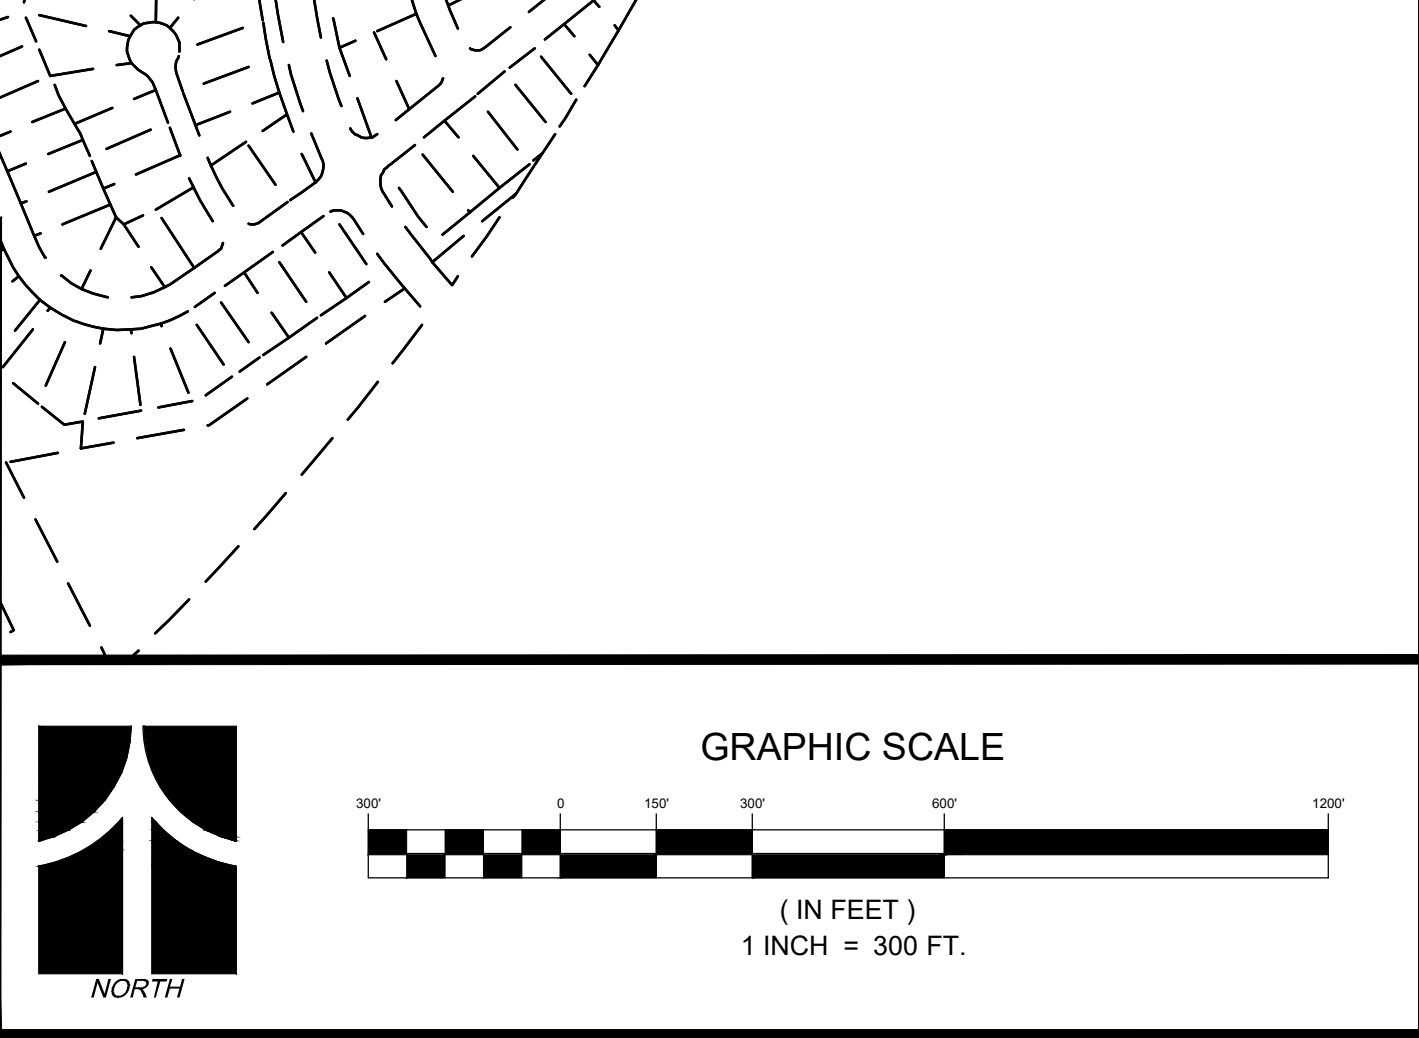 GRAPHIC SCALE
300' 0 150' 300' 600' 1200'
( IN FEET )
1 INCH = 300 FT.
NORTH